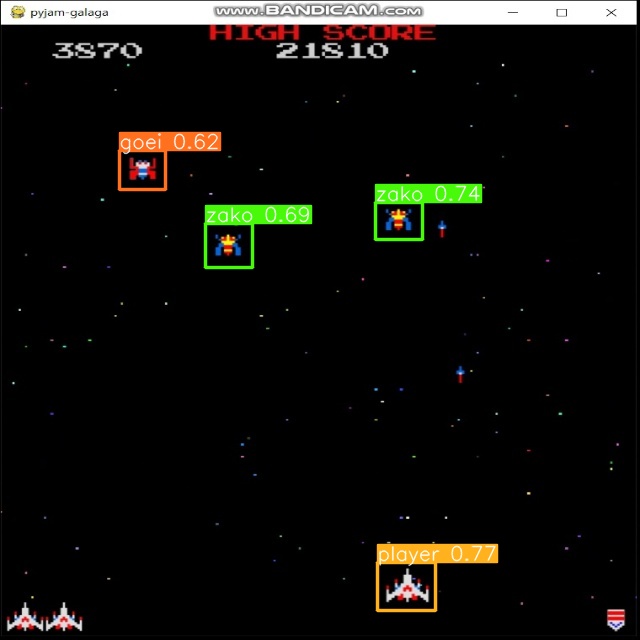 pyjam-galaga
www.BANDICAM.com
HIGH SCORE
3870 21810
goei 0.62
zako 0.74
zako 0.69
player 0.77